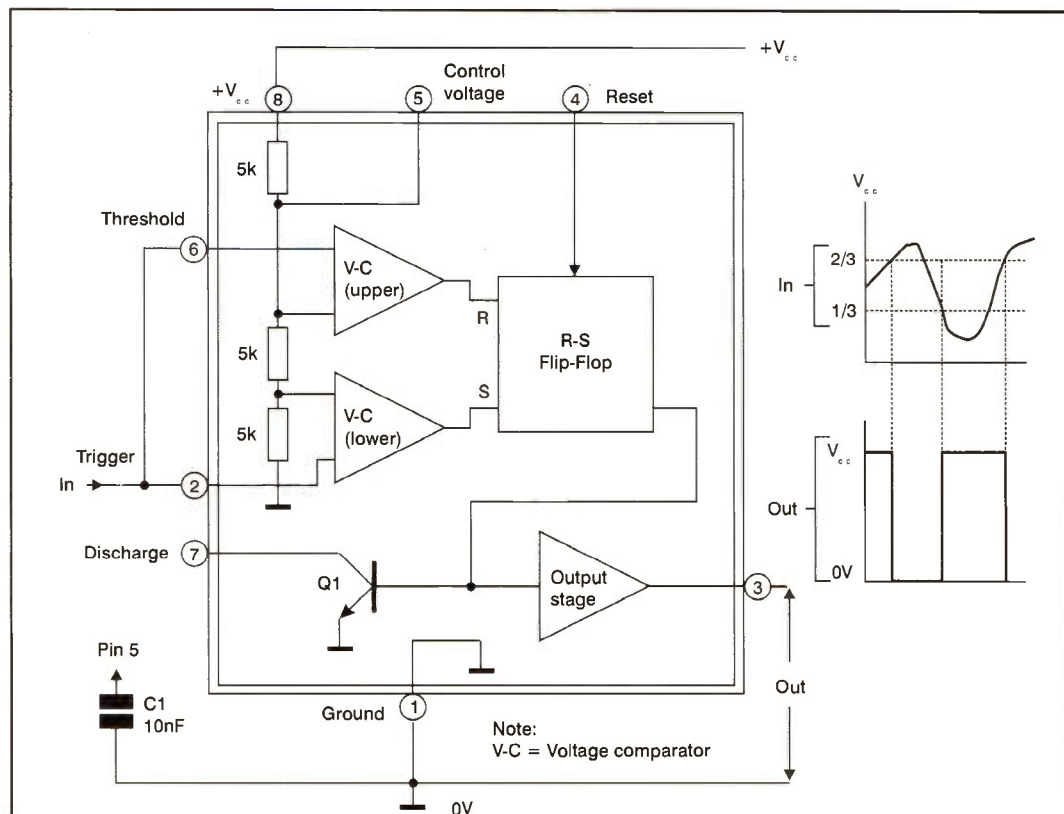 +Vcc
+Vcc
8
Control
voltage
5
4
Reset
5k
Threshold
6
V-C
(upper)
R
R-S
Flip-Flop
5k
S
5k
V-C
(lower)
Trigger
In
2
Discharge
7
Q1
Output
stage
3
Pin 5
C1
10nF
Ground
1
Note:
V-C = Voltage comparator
0V
Out
Vcc
In
2/3
1/3
Vcc
Out
0V